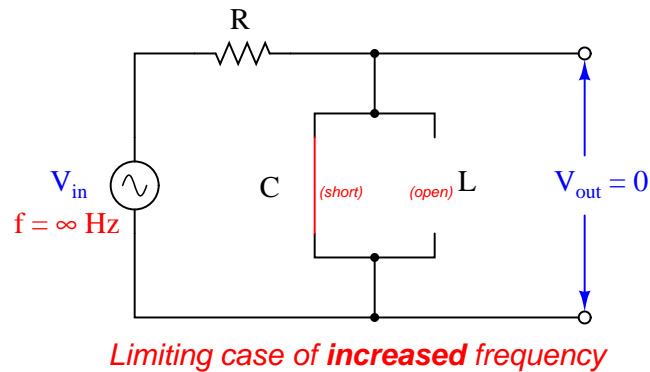 R
V_in
f = ∞ Hz
C
(short)
(open)
L
V_out = 0
Limiting case of increased frequency